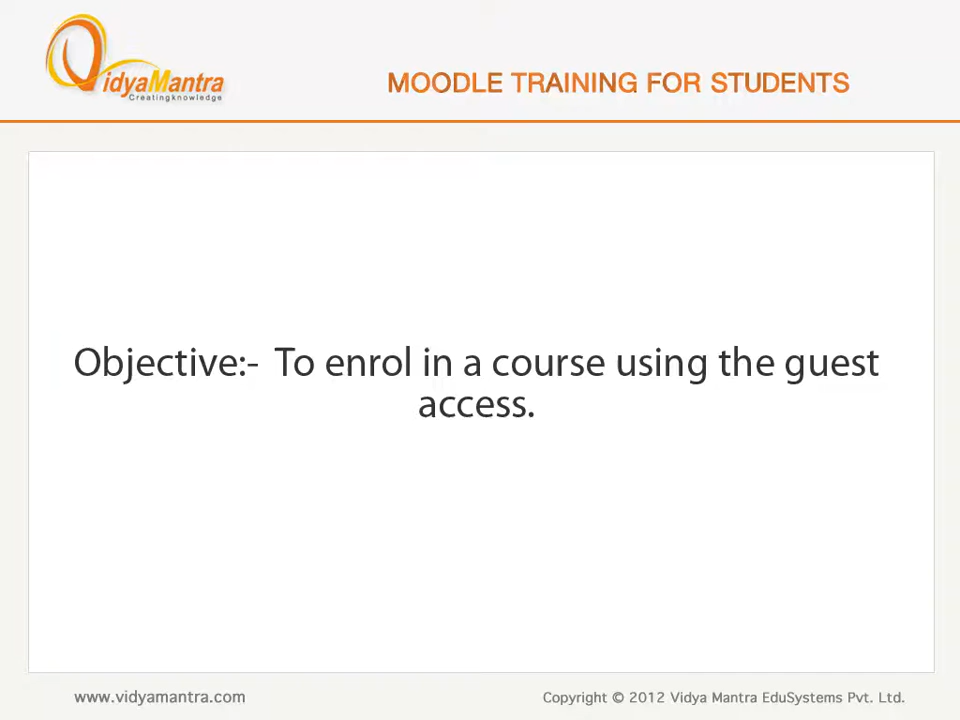 VidyaMantra
Creatingknowledge
MOODLE TRAINING FOR STUDENTS
Objective:- To enrol in a course using the guest
access.
www.vidyamantra.com
Copyright © 2012 Vidya Mantra EduSystems Pvt. Ltd.